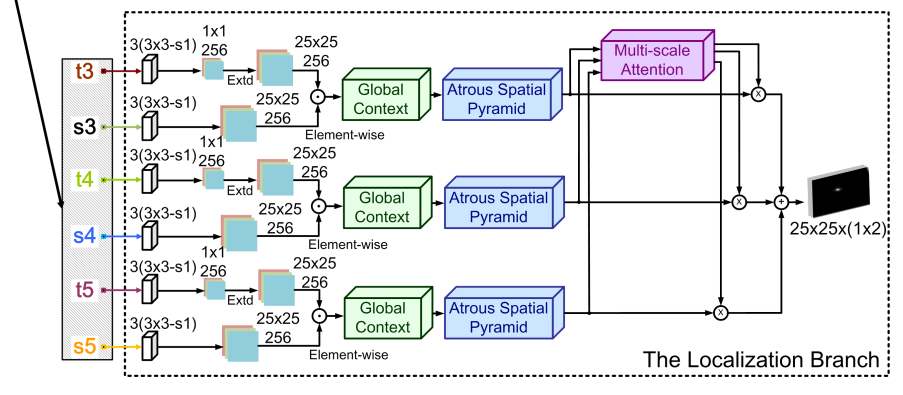 t3
3(3x3-s1)
1x1
256
Extd
25x25
256
s3
3(3x3-s1)
25x25
256
Element-wise
Global
Context
Atrous Spatial
Pyramid
Multi-scale
Attention
x
t4
3(3x3-s1)
1x1
256
Extd
25x25
256
s4
3(3x3-s1)
25x25
256
Element-wise
Global
Context
Atrous Spatial
Pyramid
x
+
25x25x(1x2)
t5
3(3x3-s1)
1x1
256
Extd
25x25
256
s5
3(3x3-s1)
25x25
256
Element-wise
Global
Context
Atrous Spatial
Pyramid
x
The Localization Branch